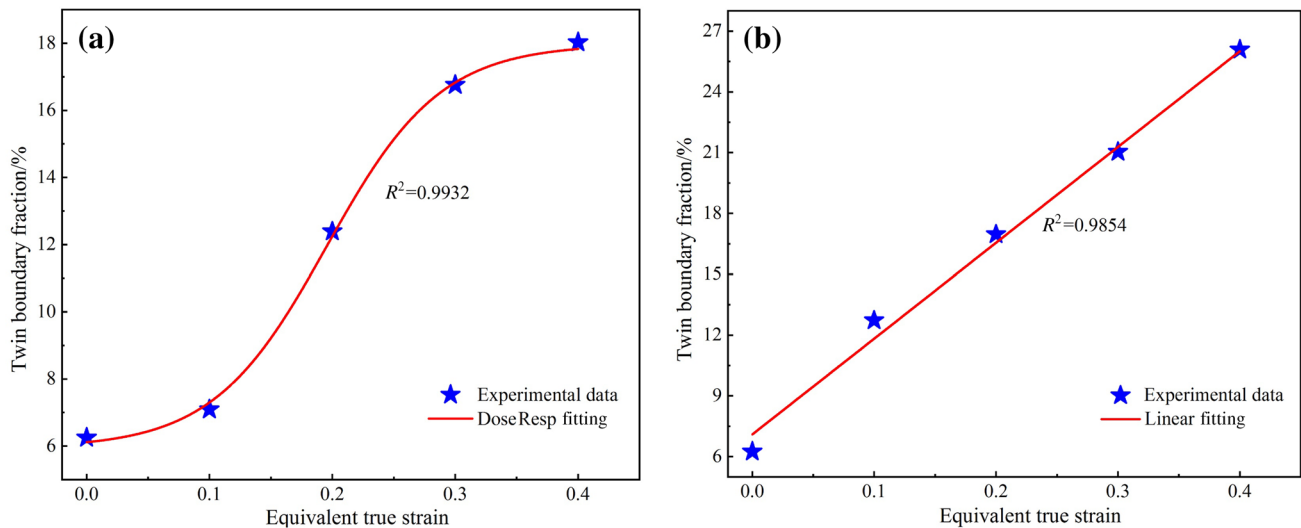 (a)
18
16
14
12
10
8
6
Twin boundary fraction/%
R²=0.9932
Experimental data
DoseResp fitting
0.0 0.1 0.2 0.3 0.4
Equivalent true strain
(b)
27
24
21
18
15
12
9
6
Twin boundary fraction/%
R²=0.9854
Experimental data
Linear fitting
0.0 0.1 0.2 0.3 0.4
Equivalent true strain